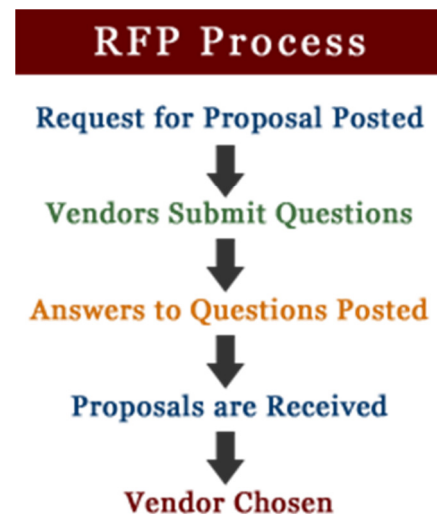 RFP Process
Request for Proposal Posted
Vendors Submit Questions
Answers to Questions Posted
Proposals are Received
Vendor Chosen